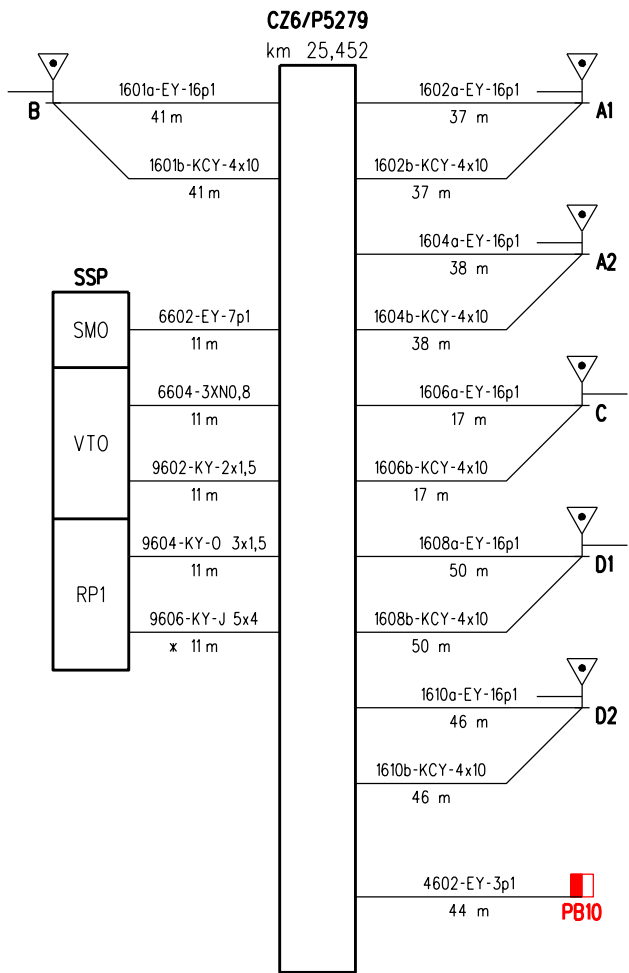 CZ6/P5279
km 25,452
1601a-EY-16p1
41 m
B
1601b-KCY-4x10
41 m
1602a-EY-16p1
37 m
A1
1602b-KCY-4x10
37 m
1604a-EY-16p1
38 m
A2
1604b-KCY-4x10
38 m
SSP
SMO
6602-EY-7p1
11 m
VTO
6604-3XN0,8
11 m
9602-KY-2x1,5
11 m
RP1
9604-KY-O 3x1,5
11 m
9606-KY-J 5x4
* 11 m
1606a-EY-16p1
17 m
C
1606b-KCY-4x10
17 m
1608a-EY-16p1
50 m
D1
1608b-KCY-4x10
50 m
1610a-EY-16p1
46 m
D2
1610b-KCY-4x10
46 m
4602-EY-3p1
44 m
PB10